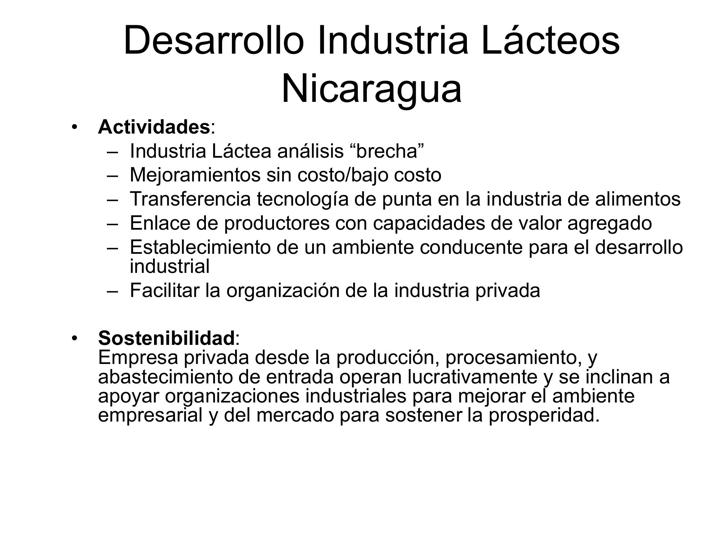 Desarrollo Industria Lácteos
Nicaragua
• Actividades:
– Industria Láctea análisis “brecha”
– Mejoramientos sin costo/bajo costo
– Transferencia tecnología de punta en la industria de alimentos
– Enlace de productores con capacidades de valor agregado
– Establecimiento de un ambiente conducente para el desarrollo
industrial
– Facilitar la organización de la industria privada
• Sostenibilidad:
Empresa privada desde la producción, procesamiento, y
abastecimiento de entrada operan lucrativamente y se inclinan a
apoyar organizaciones industriales para mejorar el ambiente
empresarial y del mercado para sostener la prosperidad.